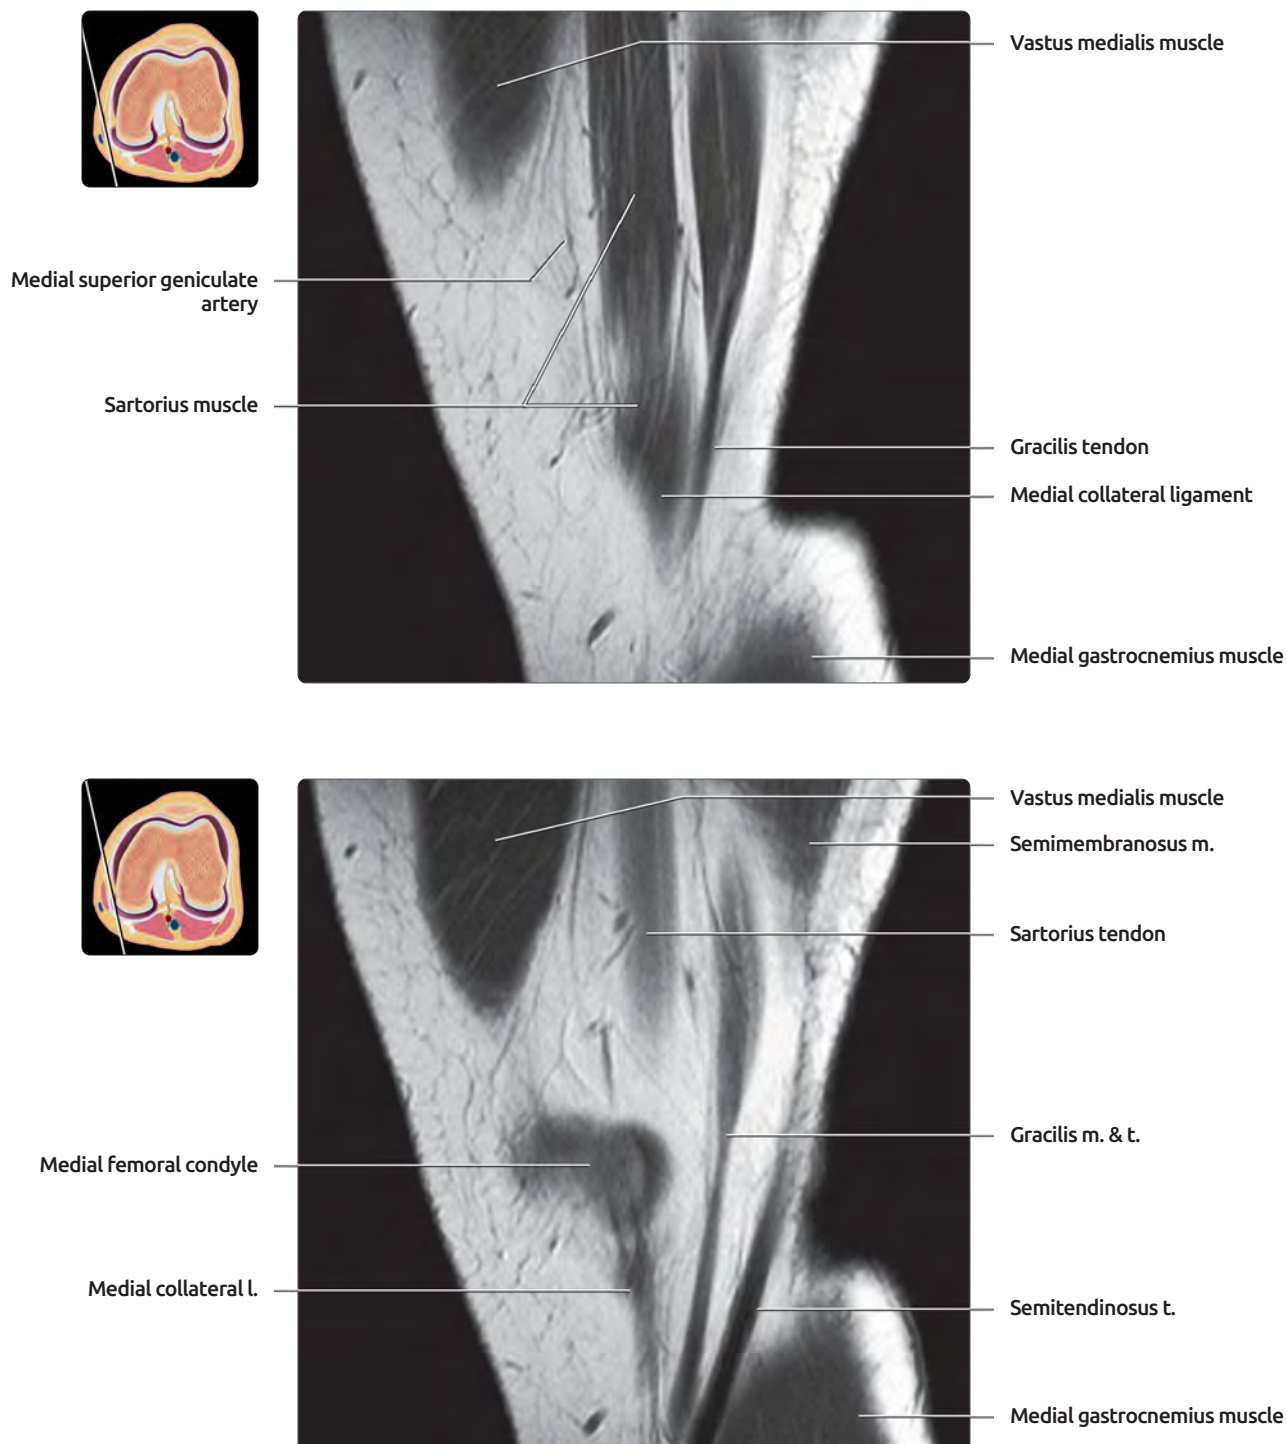 Vastus medialis muscle
Medial superior geniculate
artery
Sartorius muscle
Gracilis tendon
Medial collateral ligament
Medial gastrocnemius muscle
Vastus medialis muscle
Semimembranosus m.
Sartorius tendon
Gracilis m. & t.
Medial femoral condyle
Medial collateral l.
Semitendinosus t.
Medial gastrocnemius muscle